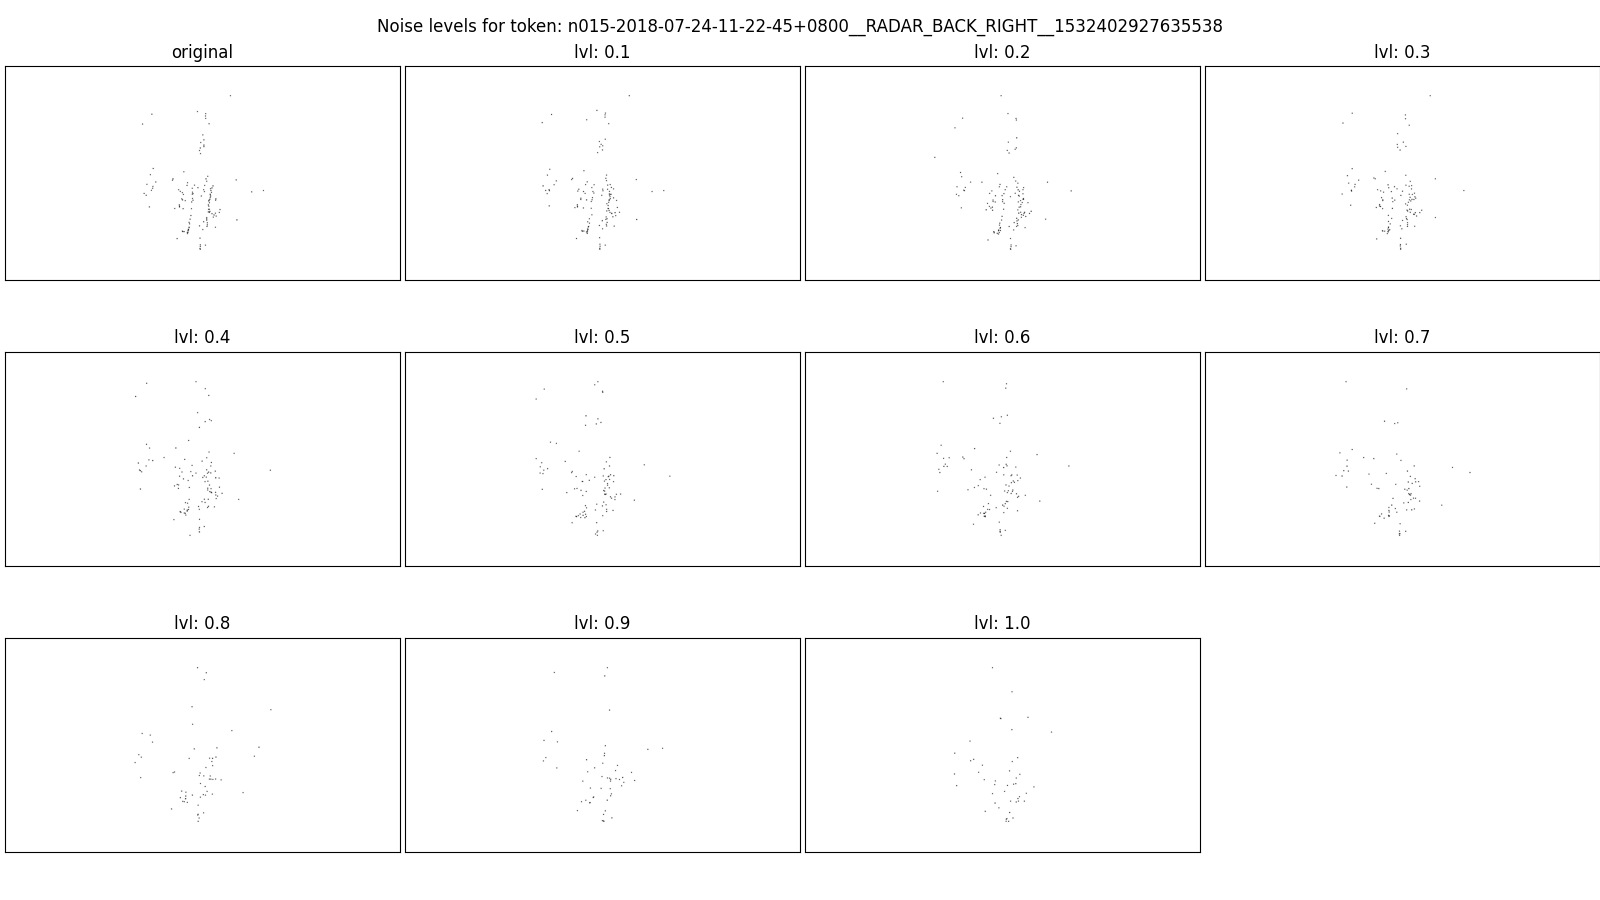 Noise levels for token: n015-2018-07-24-11-22-45+0800__RADAR_BACK_RIGHT__1532402927635538
original
lvl: 0.1
lvl: 0.2
lvl: 0.3
lvl: 0.4
lvl: 0.5
lvl: 0.6
lvl: 0.7
lvl: 0.8
lvl: 0.9
lvl: 1.0